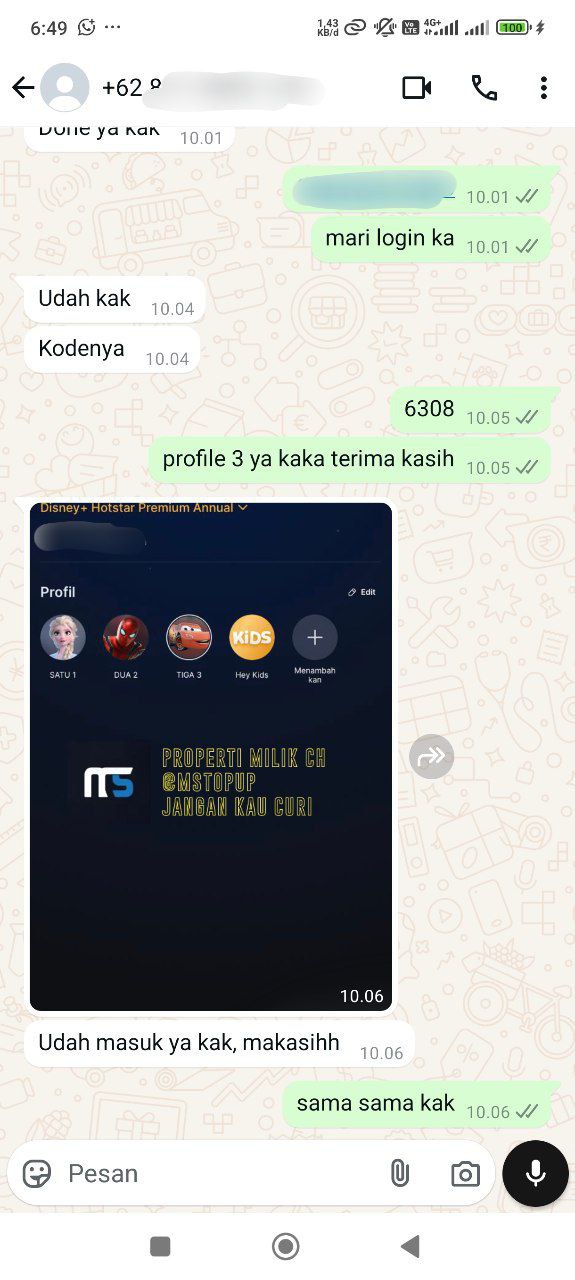 6:49
1,43
KB/d
Vo
LTE
4G+
100
+62 8
Done ya kak 10.01
10.01
mari login ka 10.01
Udah kak 10.04
Kodenya 10.04
6308 10.05
profile 3 ya kaka terima kasih 10.05
Disney+ Hotstar Premium Annual
Profil
Edit
KiDS
SATU 1
DUA 2
TIGA 3
Hey Kids
Menambah
kan
MS
PROPERTI MILIK CH
@MSTOPUP
JANGAN KAU CURI
10.06
Udah masuk ya kak, makasihh 10.06
sama sama kak 10.06
Pesan